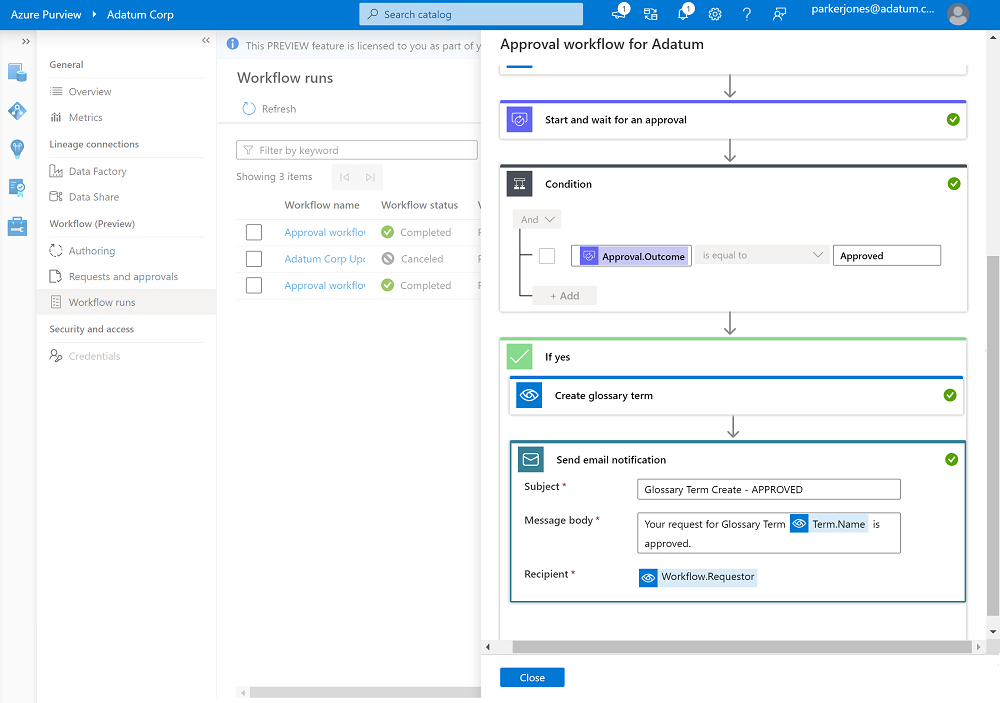 Azure Purview
Adatum Corp
Search catalog
1
1
?
parkerjones@adatum.c...
General
Overview
Metrics
Lineage connections
Data Factory
Data Share
Workflow (Preview)
Authoring
Requests and approvals
Workflow runs
Security and access
Credentials
This PREVIEW feature is licensed to you as part of y
Workflow runs
Refresh
Filter by keyword
Showing 3 items
Workflow name Workflow status
Approval workflo Completed
Adatum Corp Upc Canceled
Approval workflo Completed
Approval workflow for Adatum
Start and wait for an approval
Condition
And
Approval.Outcome is equal to Approved
+ Add
If yes
Create glossary term
Send email notification
Subject * Glossary Term Create - APPROVED
Message body * Your request for Glossary Term Term.Name is
approved.
Recipient * Workflow.Requestor
Close